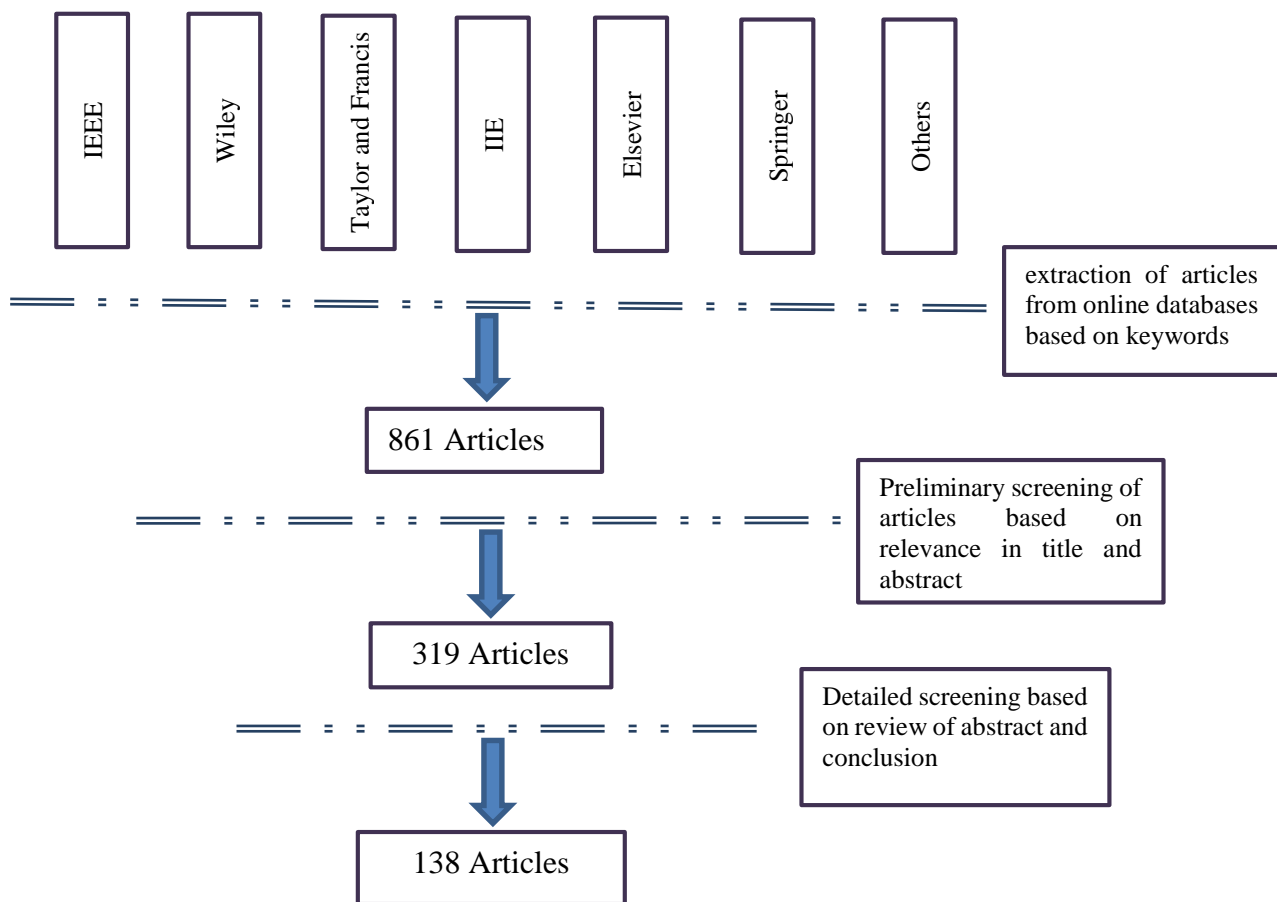 IEEE
Wiley
Taylor and Francis
IIE
Elsevier
Springer
Others
extraction of articles
from online databases
based on keywords
861 Articles
Preliminary screening of
articles based on
relevance in title and
abstract
319 Articles
Detailed screening based
on review of abstract and
conclusion
138 Articles